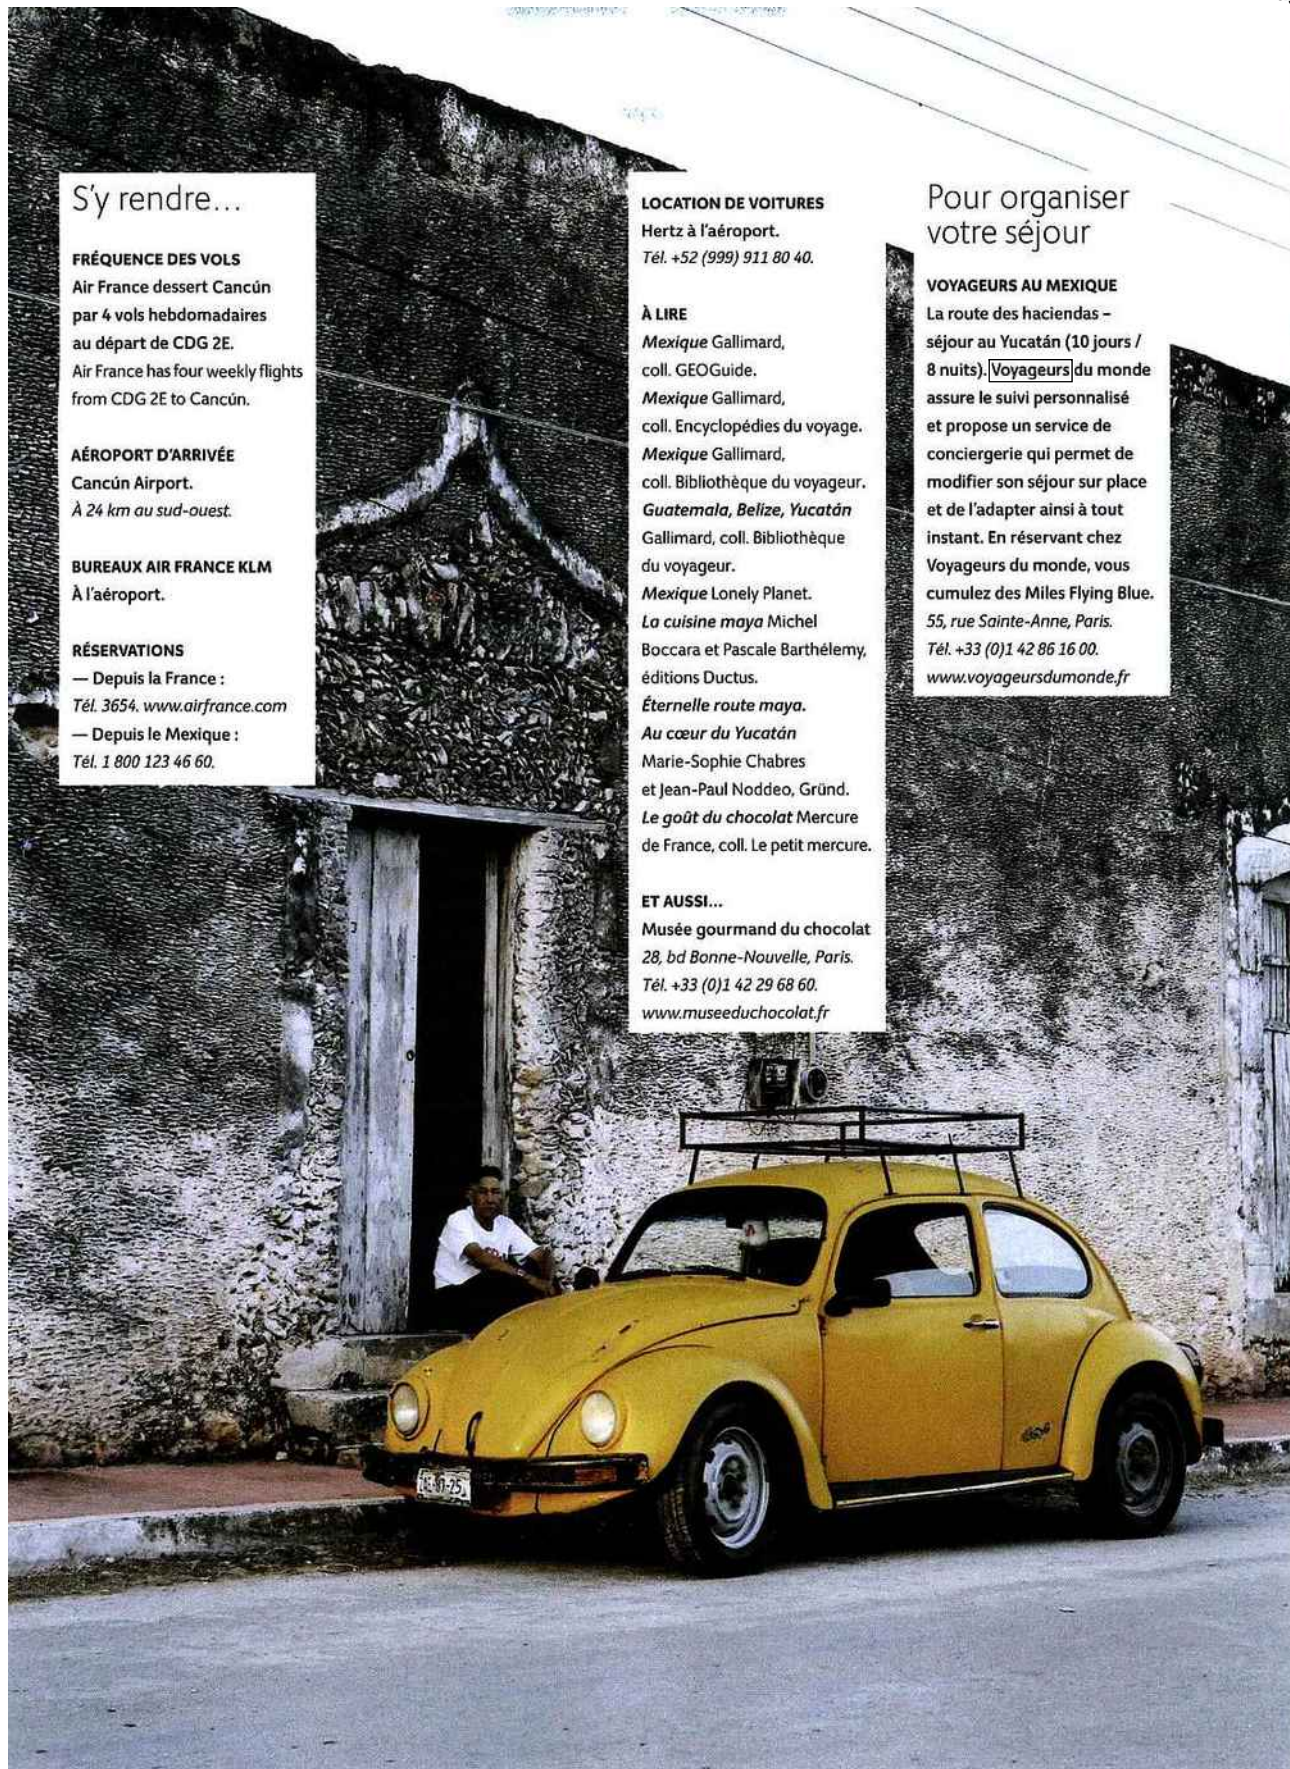 S'y rendre...
FRÉQUENCE DES VOLS
Air France dessert Cancún
par 4 vols hebdomadaires
au départ de CDG 2E.
Air France has four weekly flights
from CDG 2E to Cancún.
AÉROPORT D'ARRIVÉE
Cancún Airport.
À 24 km au sud-ouest.
BUREAUX AIR FRANCE KLM
À l'aéroport.
RÉSERVATIONS
— Depuis la France :
Tél. 3654. www.airfrance.com
— Depuis le Mexique :
Tél. 1 800 123 46 60.
LOCATION DE VOITURES
Hertz à l'aéroport.
Tél. +52 (999) 911 80 40.
À LIRE
Mexique Gallimard,
coll. GEOGuide.
Mexique Gallimard,
coll. Encyclopédies du voyage.
Mexique Gallimard,
coll. Bibliothèque du voyageur.
Guatemala, Belize, Yucatán
Gallimard, coll. Bibliothèque
du voyageur.
Mexique Lonely Planet.
La cuisine maya Michel
Boccara et Pascale Barthélemy,
éditions Ductus.
Éternelle route maya.
Au cœur du Yucatán
Marie-Sophie Chabres
et Jean-Paul Noddeo, Gründ.
Le goût du chocolat Mercure
de France, coll. Le petit mercure.
ET AUSSI...
Musée gourmand du chocolat
28, bd Bonne-Nouvelle, Paris.
Tél. +33 (0)1 42 29 68 60.
www.museeduchocolat.fr
Pour organiser
votre séjour
VOYAGEURS AU MEXIQUE
La route des haciendas –
séjour au Yucatán (10 jours /
8 nuits). Voyageurs du monde
assure le suivi personnalisé
et propose un service de
conciergerie qui permet de
modifier son séjour sur place
et de l'adapter ainsi à tout
instant. En réservant chez
Voyageurs du monde, vous
cumulez des Miles Flying Blue.
55, rue Sainte-Anne, Paris.
Tél. +33 (0)1 42 86 16 00.
www.voyageursdumonde.fr